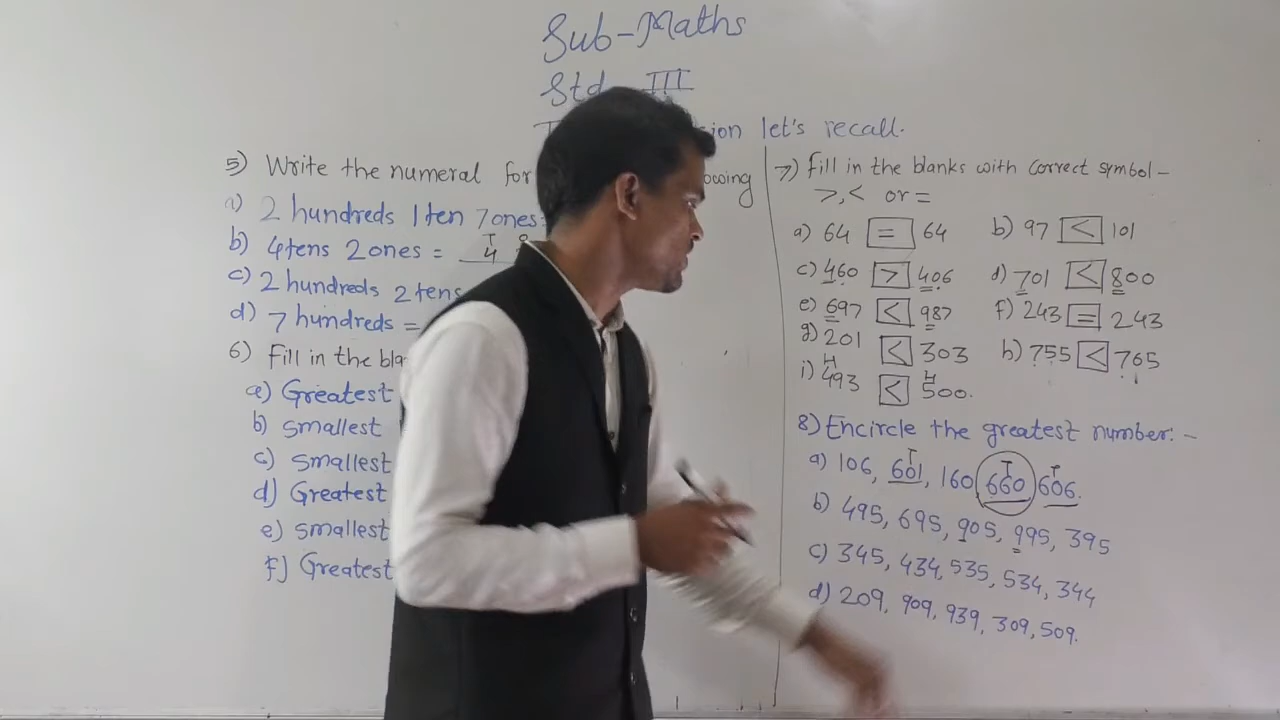 Sub-Maths
Std III
sion let's recall.
5) Write the numeral for owing
a) 2 hundreds 1 ten 7 ones
b) 4 tens 2 ones = T 4
c) 2 hundreds 2 tens
d) 7 hundreds =
6) Fill in the bla
a) Greatest
b) smallest
c) smallest
d) Greatest
e) smallest
f) Greatest
7) Fill in the blanks with correct symbol-
>, < or =
a) 64 = 64 b) 97 < 101
c) 460 > 406 d) 701 < 800
e) 697 < 987 f) 243 = 243
g) 201 < 303 h) 755 < 765
i) H 493 < H 500.
8) Encircle the greatest number:-
a) 106, 601, 160 660 606.
T T T
b) 495, 695, 905, 995, 395
c) 345, 434, 535, 534, 344
d) 209, 909, 939, 309, 509.